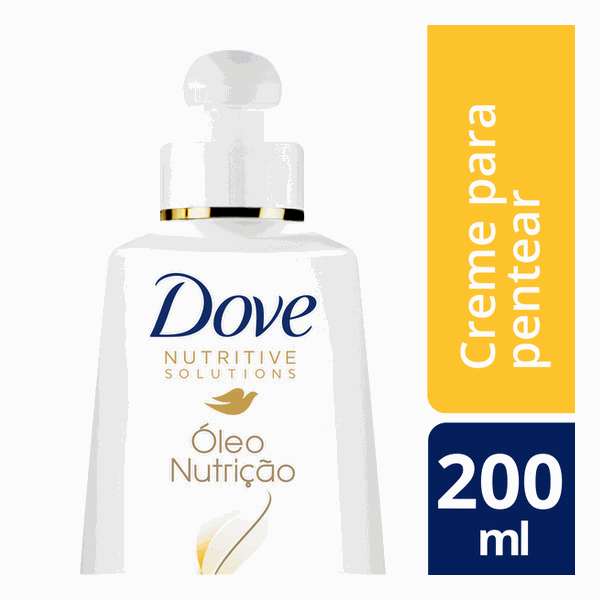 Dove
NUTRITIVE
SOLUTIONS
Óleo
Nutrição
Creme para
pentear
200
ml